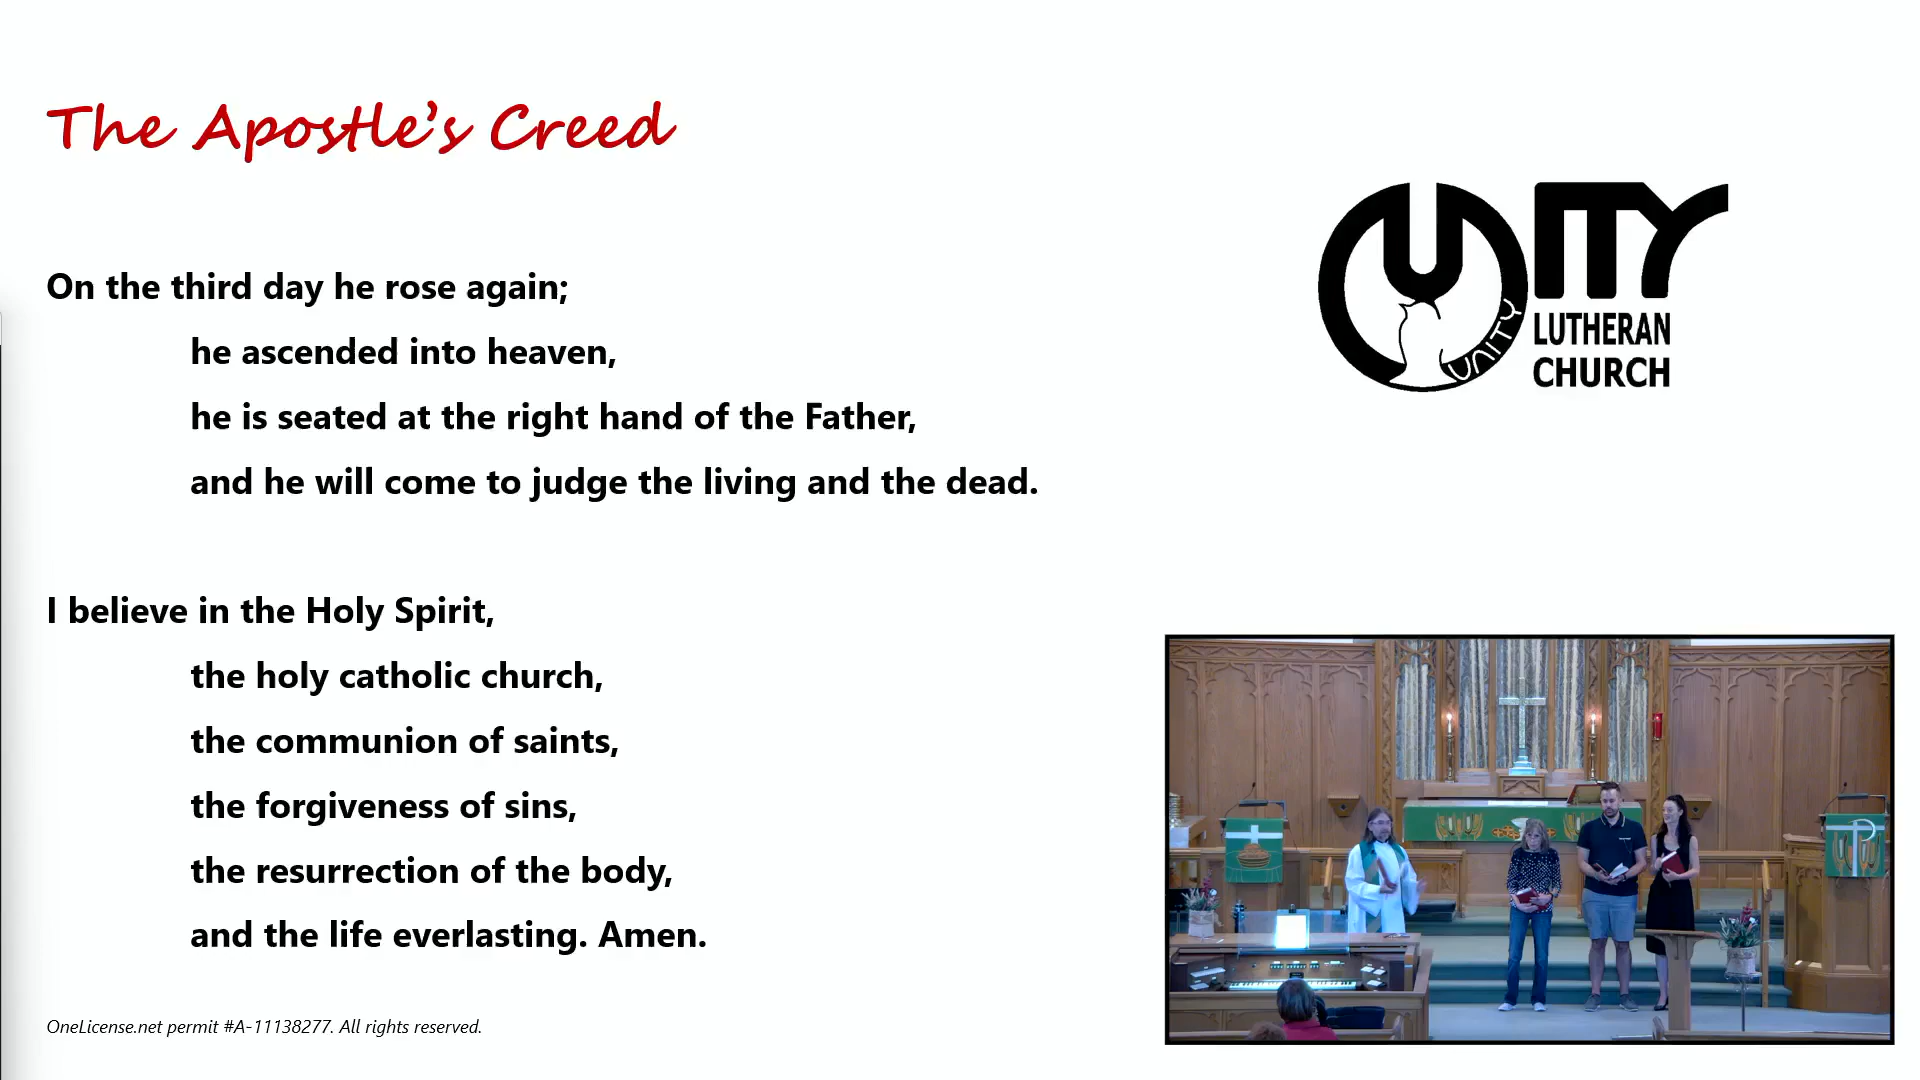 The Apostle’s Creed
On the third day he rose again;
he ascended into heaven,
he is seated at the right hand of the Father,
and he will come to judge the living and the dead.
I believe in the Holy Spirit,
the holy catholic church,
the communion of saints,
the forgiveness of sins,
the resurrection of the body,
and the life everlasting. Amen.
OneLicense.net permit #A-11138277. All rights reserved.
UNITY
UNITY
LUTHERAN
CHURCH